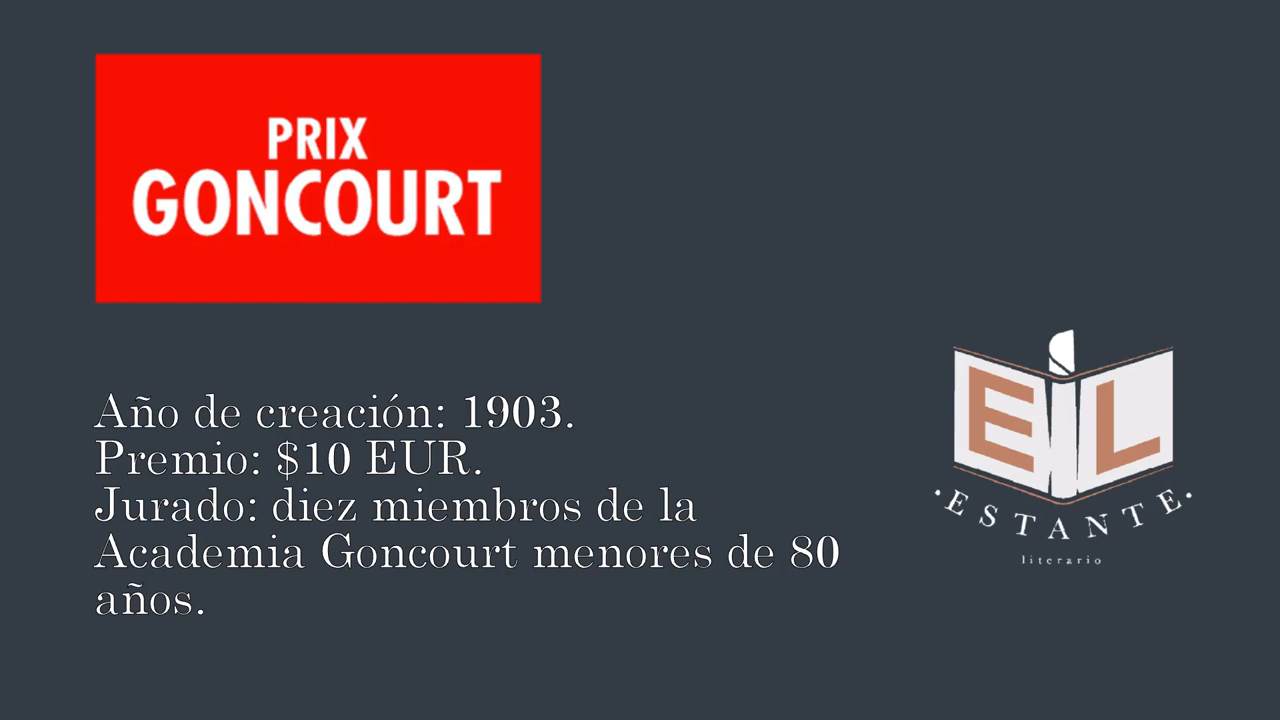 PRIX
GONCOURT
Año de creación: 1903.
Premio: $10 EUR.
Jurado: diez miembros de la
Academia Goncourt menores de 80
años.
EL
·ESTANTE·
literario